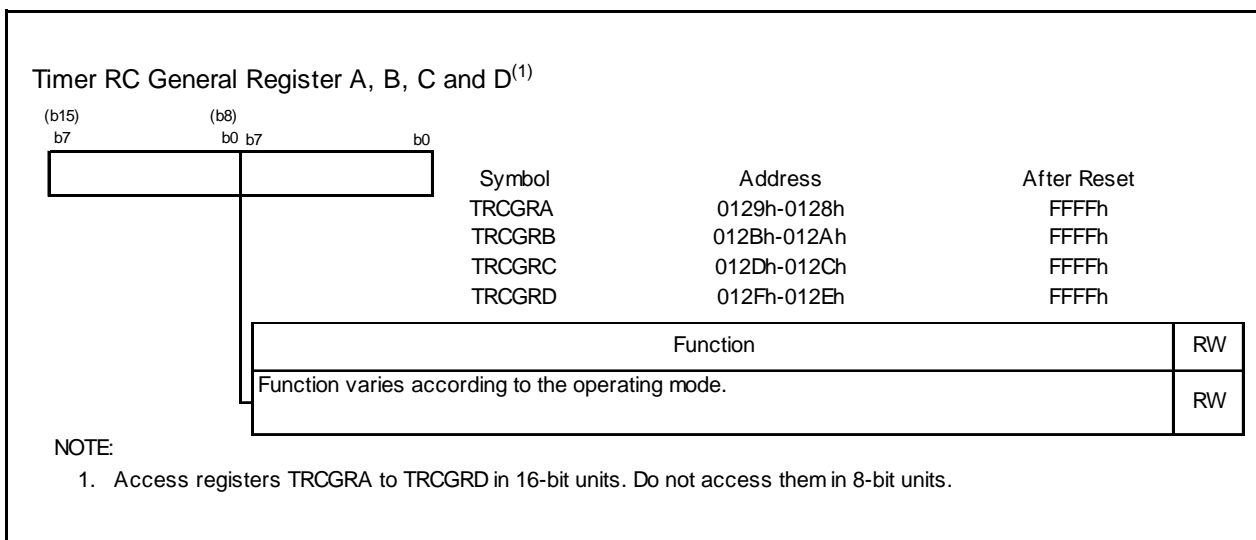 Timer RC General Register A, B, C and D(1)
(b15) (b8)
b7 b0 b7 b0
Symbol Address After Reset
TRCGRA 0129h-0128h FFFFh
TRCGRB 012Bh-012Ah FFFFh
TRCGRC 012Dh-012Ch FFFFh
TRCGRD 012Fh-012Eh FFFFh
Function RW
Function varies according to the operating mode. RW
NOTE:
1. Access registers TRCGRA to TRCGRD in 16-bit units. Do not access them in 8-bit units.